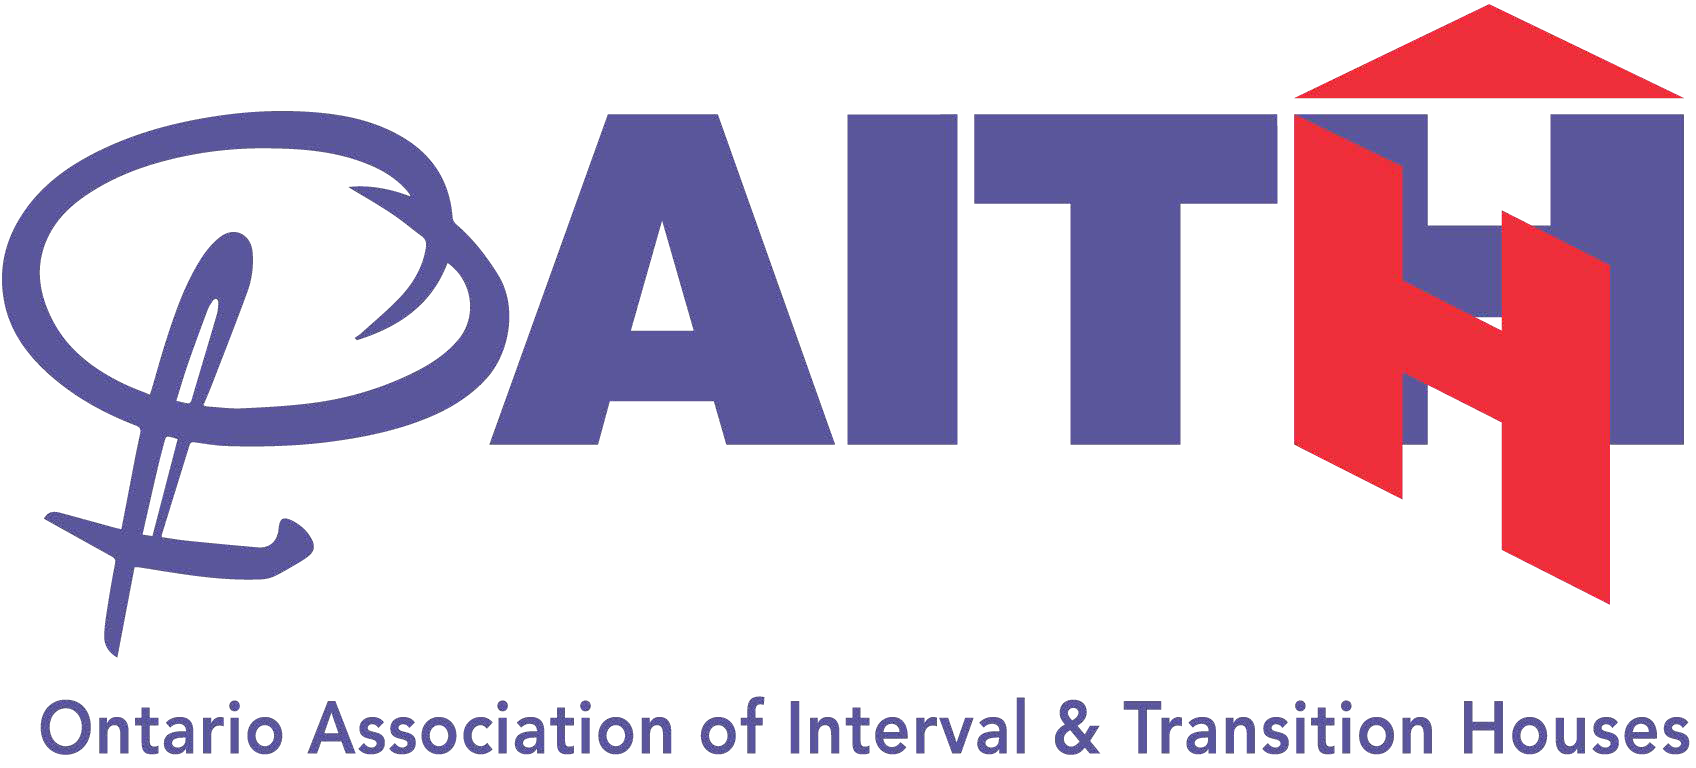 OAITH
Ontario Association of Interval & Transition Houses